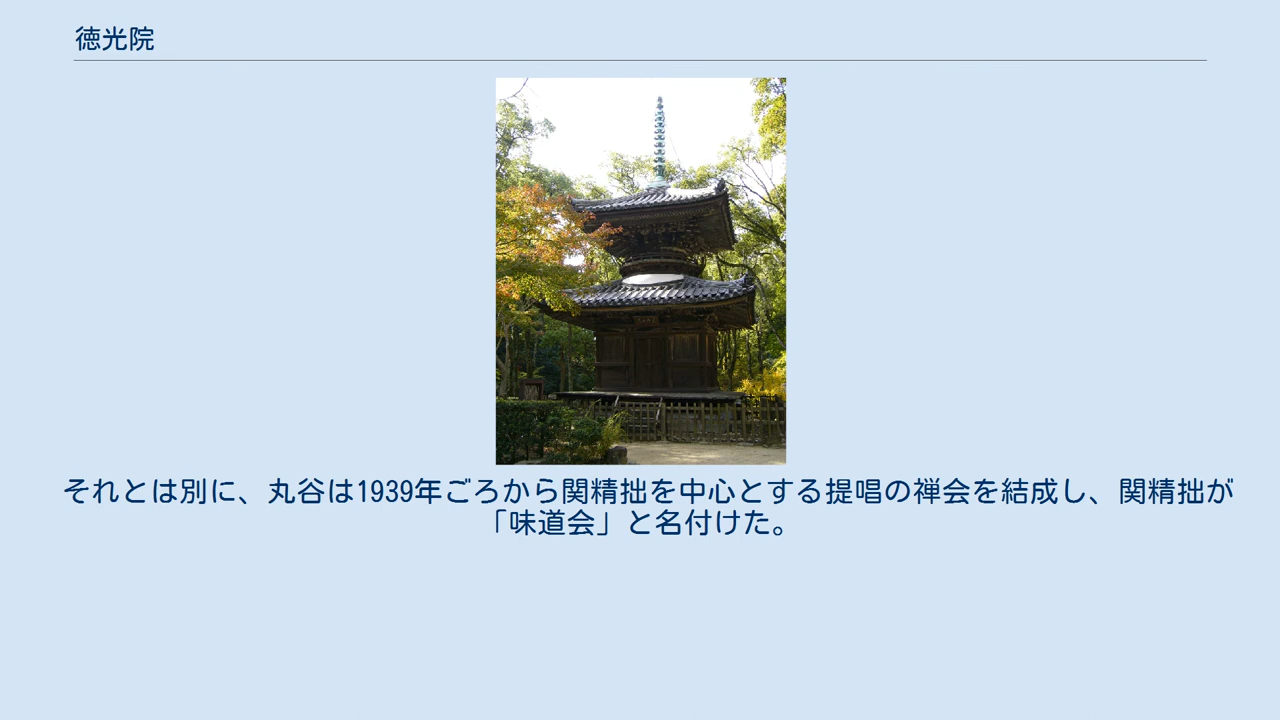 徳光院
それとは別に、丸谷は1939年ごろから関精拙を中心とする提唱の禅会を結成し、関精拙が
「味道会」と名付けた。